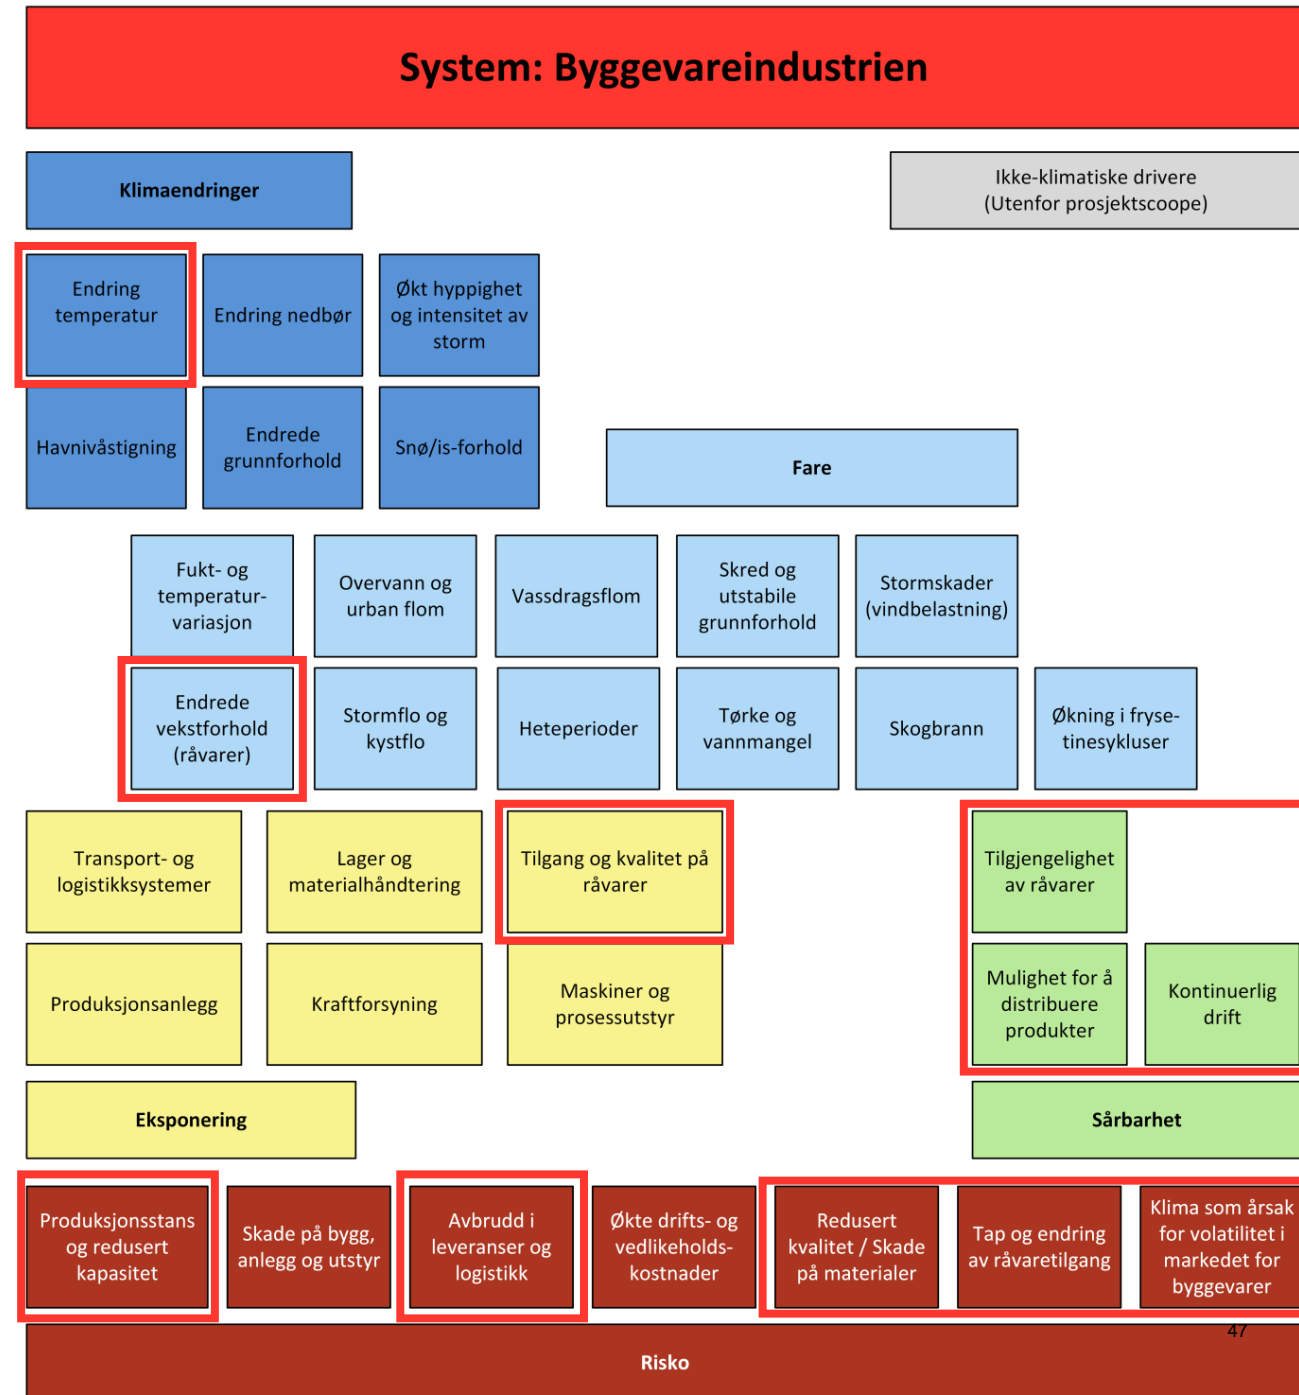 System: Byggevareindustrien
Klimaendringer
Ikke-klimatiske drivere
(Utenfor prosjektscoope)
Endring
temperatur
Endring nedbør
Økt hyppighet
og intensitet av
storm
Havnivåstigning
Endrede
grunnforhold
Snø/is-forhold
Fare
Fukt- og
temperatur-
variasjon
Overvann og
urban flom
Vassdragsflom
Skred og
utstabile
grunnforhold
Stormskader
(vindbelastning)
Endrede
vekstforhold
(råvarer)
Stormflo og
kystflo
Heteperioder
Tørke og
vannmangel
Skogbrann
Økning i fryse-
tinesykluser
Transport- og
logistikksystemer
Lager og
materialhåndtering
Tilgang og kvalitet på
råvarer
Tilgjengelighet
av råvarer
Produksjonsanlegg
Kraftforsyning
Maskiner og
prosessutstyr
Mulighet for å
distribuere
produkter
Kontinuerlig
drift
Eksponering
Sårbarhet
Produksjonsstans
og redusert
kapasitet
Skade på bygg,
anlegg og utstyr
Avbrudd i
leveranser og
logistikk
Økte drifts- og
vedlikeholds-
kostnader
Redusert
kvalitet / Skade
på materialer
Tap og endring
av råvaretilgang
Klima som årsak
for volatilitet i
markedet for
byggevarer
47
Risko